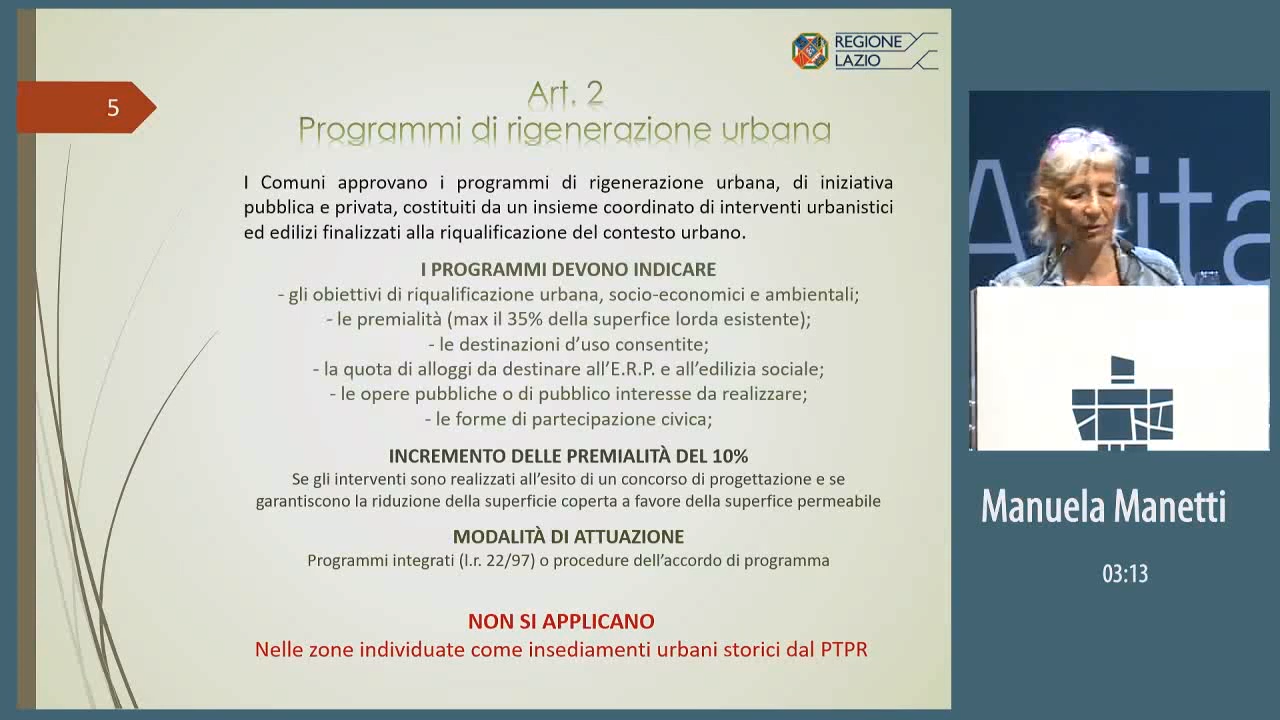 REGIONE
LAZIO
5
Art. 2
Programmi di rigenerazione urbana
I Comuni approvano i programmi di rigenerazione urbana, di iniziativa
pubblica e privata, costituiti da un insieme coordinato di interventi urbanistici
ed edilizi finalizzati alla riqualificazione del contesto urbano.
I PROGRAMMI DEVONO INDICARE
- gli obiettivi di riqualificazione urbana, socio-economici e ambientali;
- le premialità (max il 35% della superfice lorda esistente);
- le destinazioni d’uso consentite;
- la quota di alloggi da destinare all’E.R.P. e all’edilizia sociale;
- le opere pubbliche o di pubblico interesse da realizzare;
- le forme di partecipazione civica;
INCREMENTO DELLE PREMIALITÀ DEL 10%
Se gli interventi sono realizzati all’esito di un concorso di progettazione e se
garantiscono la riduzione della superficie coperta a favore della superfice permeabile
MODALITÀ DI ATTUAZIONE
Programmi integrati (l.r. 22/97) o procedure dell’accordo di programma
NON SI APPLICANO
Nelle zone individuate come insediamenti urbani storici dal PTPR
Manuela Manetti
03:13